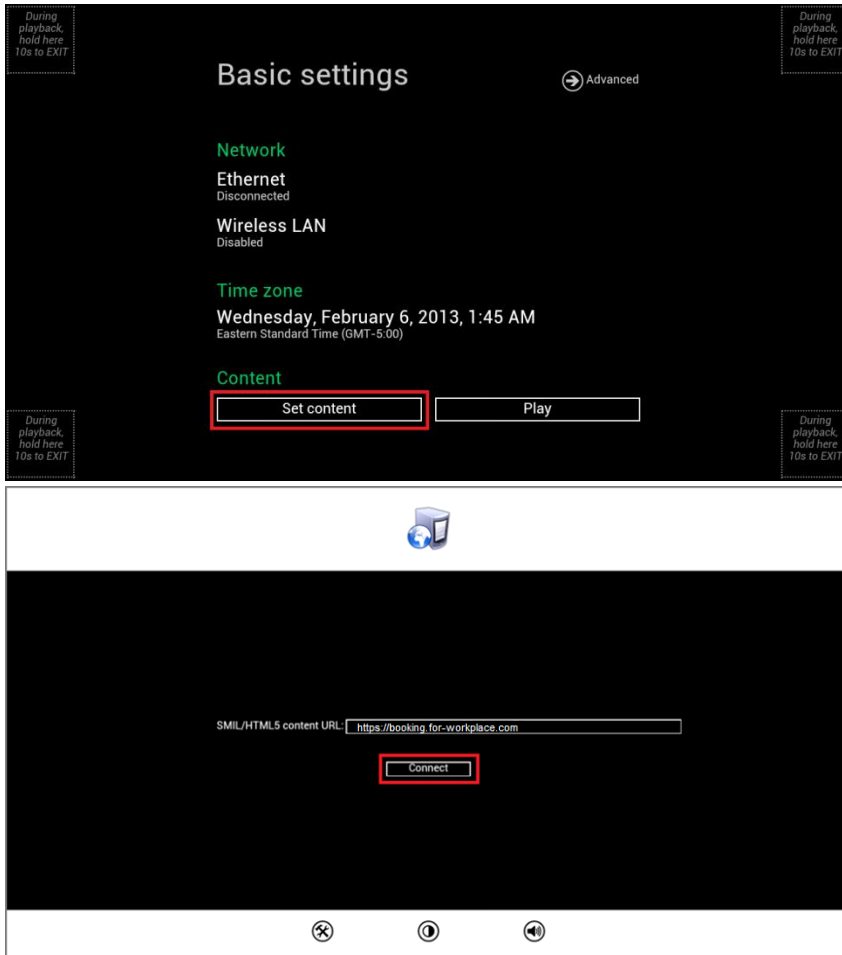 During
playback,
hold here
10s to EXIT
During
playback,
hold here
10s to EXIT
Basic settings
Advanced
Network
Ethernet
Disconnected
Wireless LAN
Disabled
Time zone
Wednesday, February 6, 2013, 1:45 AM
Eastern Standard Time (GMT-5:00)
Content
Set content
Play
During
playback,
hold here
10s to EXIT
During
playback,
hold here
10s to EXIT
SMIL/HTML5 content URL: https://booking.for-workplace.com
Connect